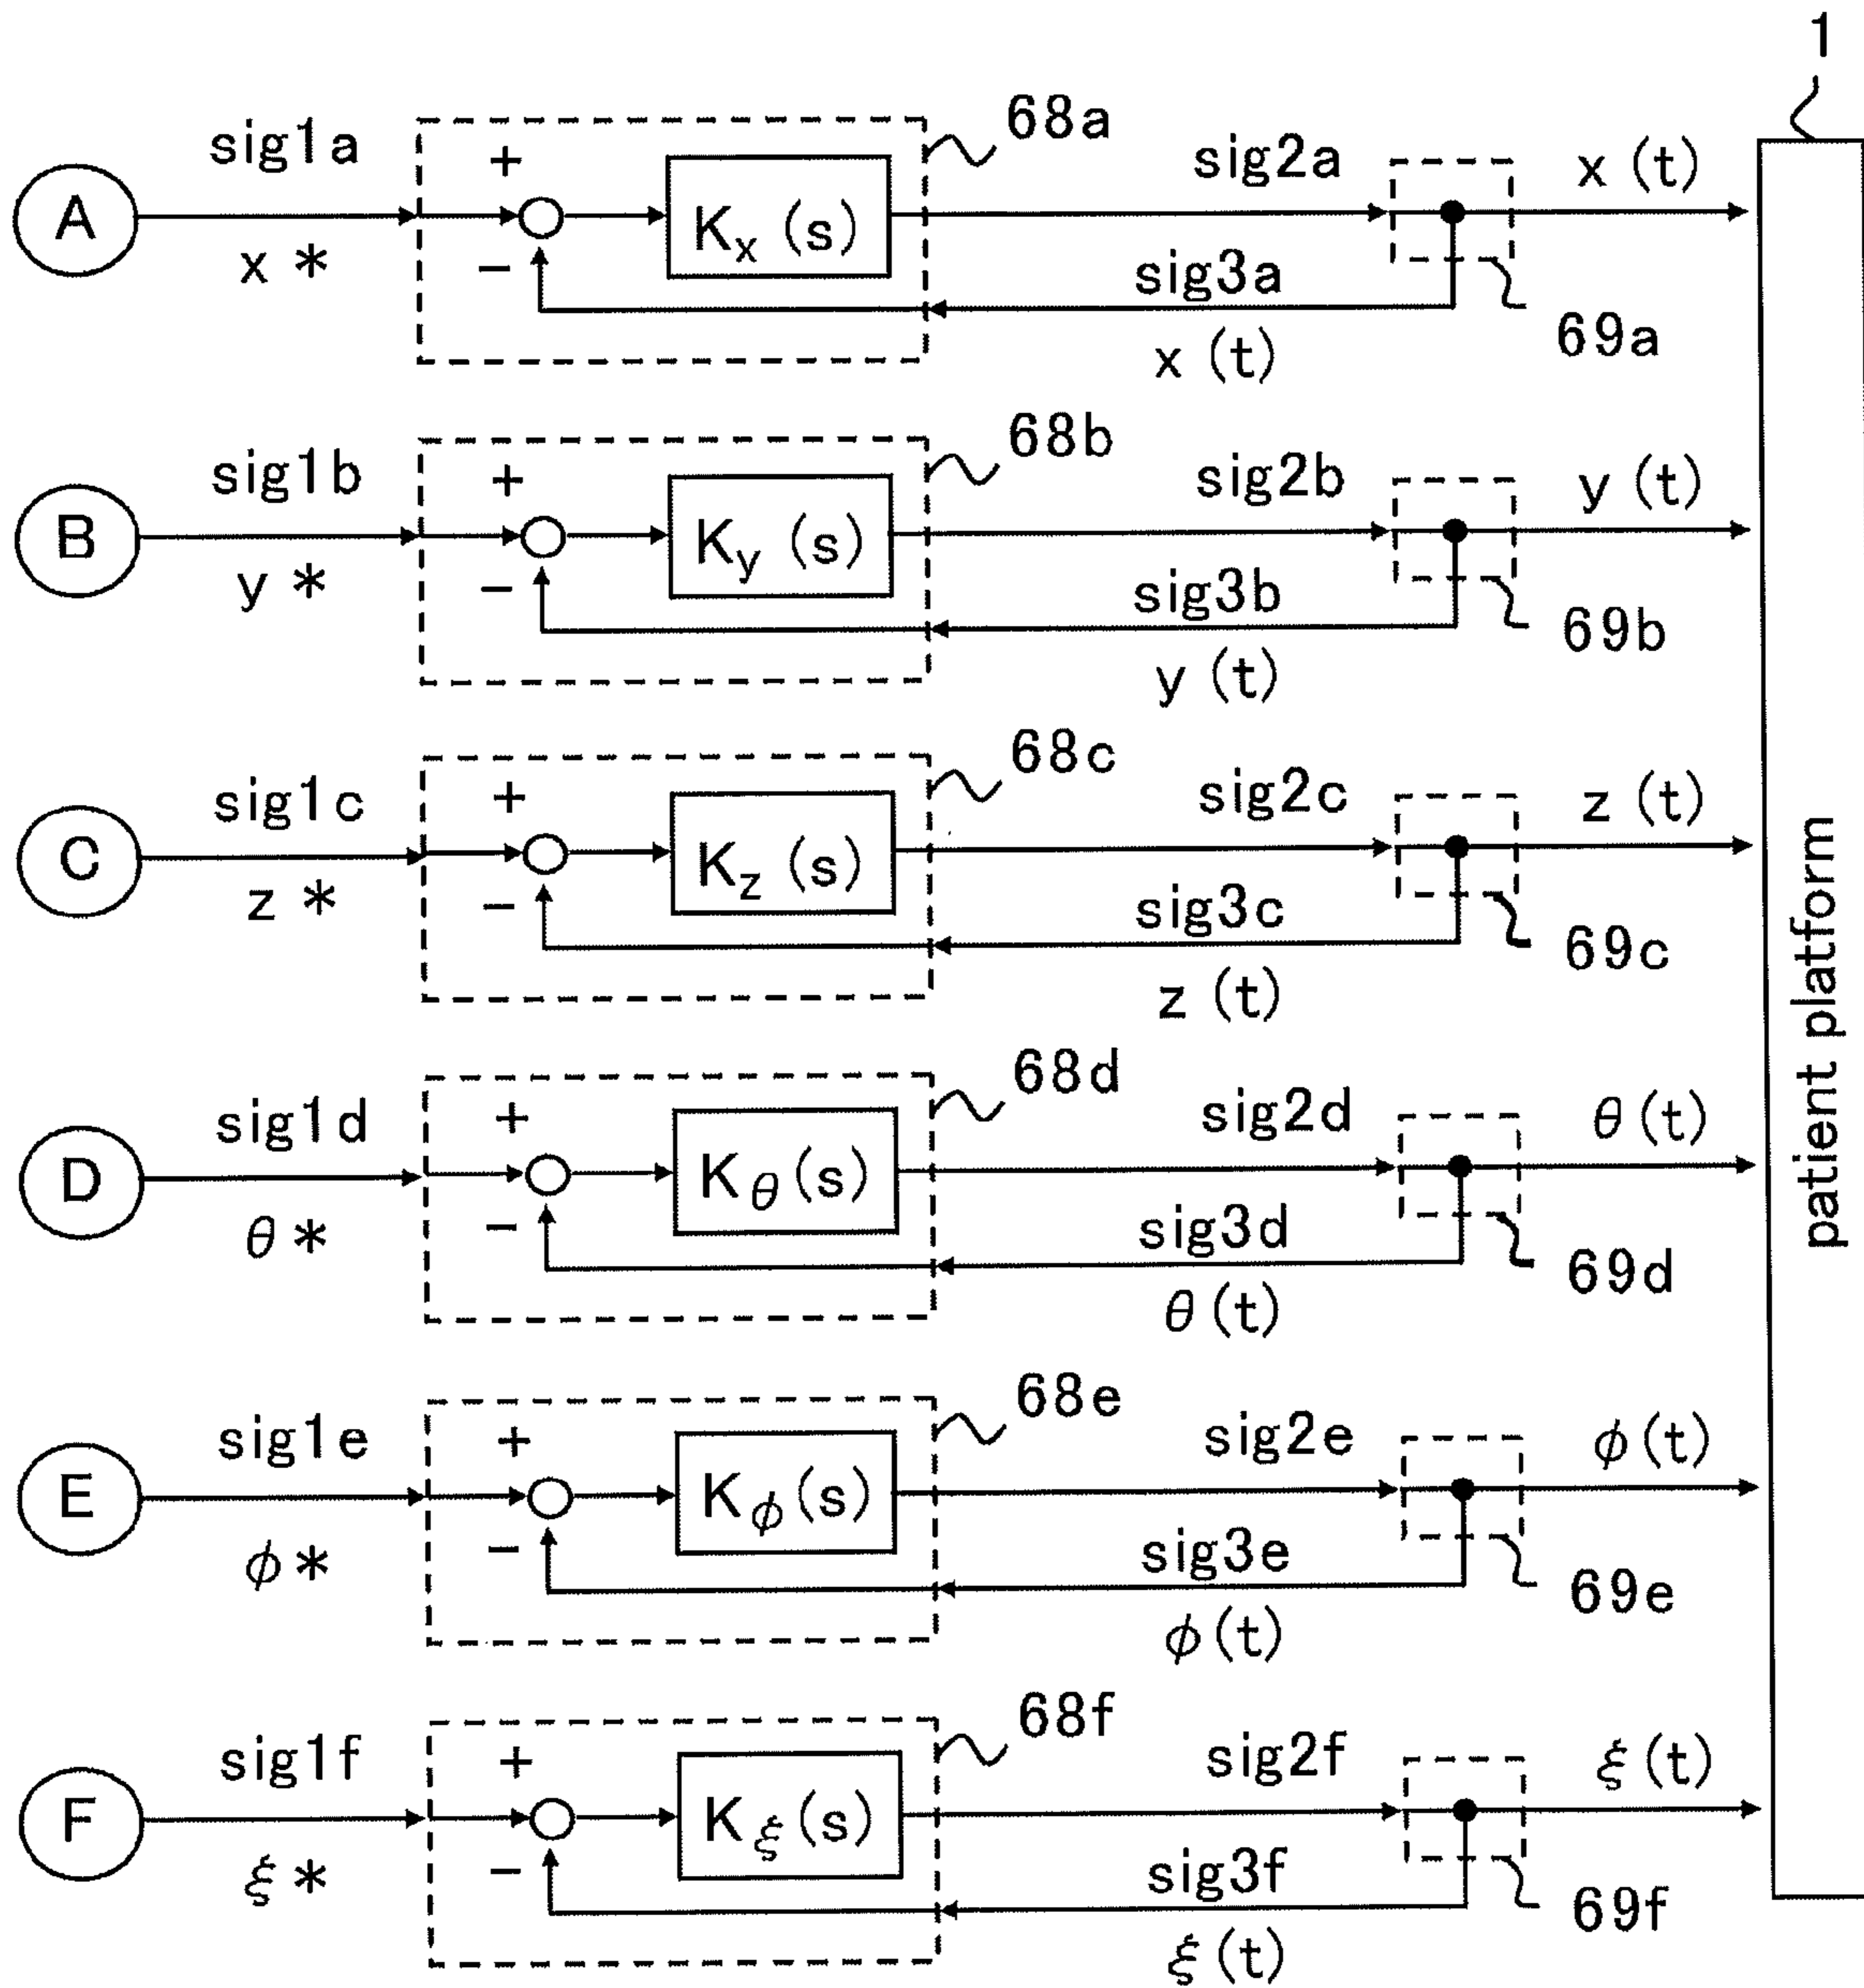 1
68a
sig1a
+
sig2a
x (t)
A
Kx (s)
x *
−
sig3a
69a
x (t)
68b
sig1b
+
sig2b
y (t)
B
Ky (s)
y *
−
sig3b
69b
y (t)
68c
sig1c
+
sig2c
z (t)
C
Kz (s)
z *
−
sig3c
69c
z (t)
patient platform
68d
sig1d
+
sig2d
θ (t)
D
Kθ (s)
θ *
−
sig3d
69d
θ (t)
68e
sig1e
+
sig2e
ϕ (t)
E
Kϕ (s)
ϕ *
−
sig3e
69e
ϕ (t)
68f
sig1f
+
sig2f
ξ (t)
F
Kξ (s)
ξ *
−
sig3f
69f
ξ (t)